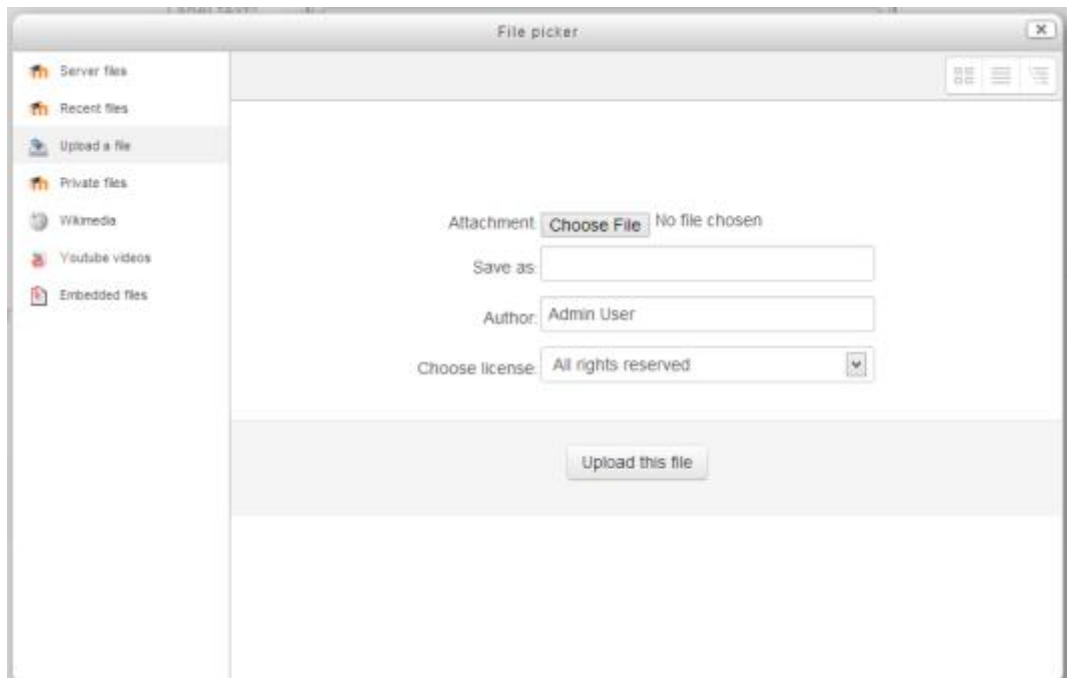 File picker
Server files
Recent files
Upload a file
Private files
Wikimedia
Youtube videos
Embedded files
Attachment: Choose File No file chosen
Save as:
Author: Admin User
Choose license: All rights reserved
Upload this file